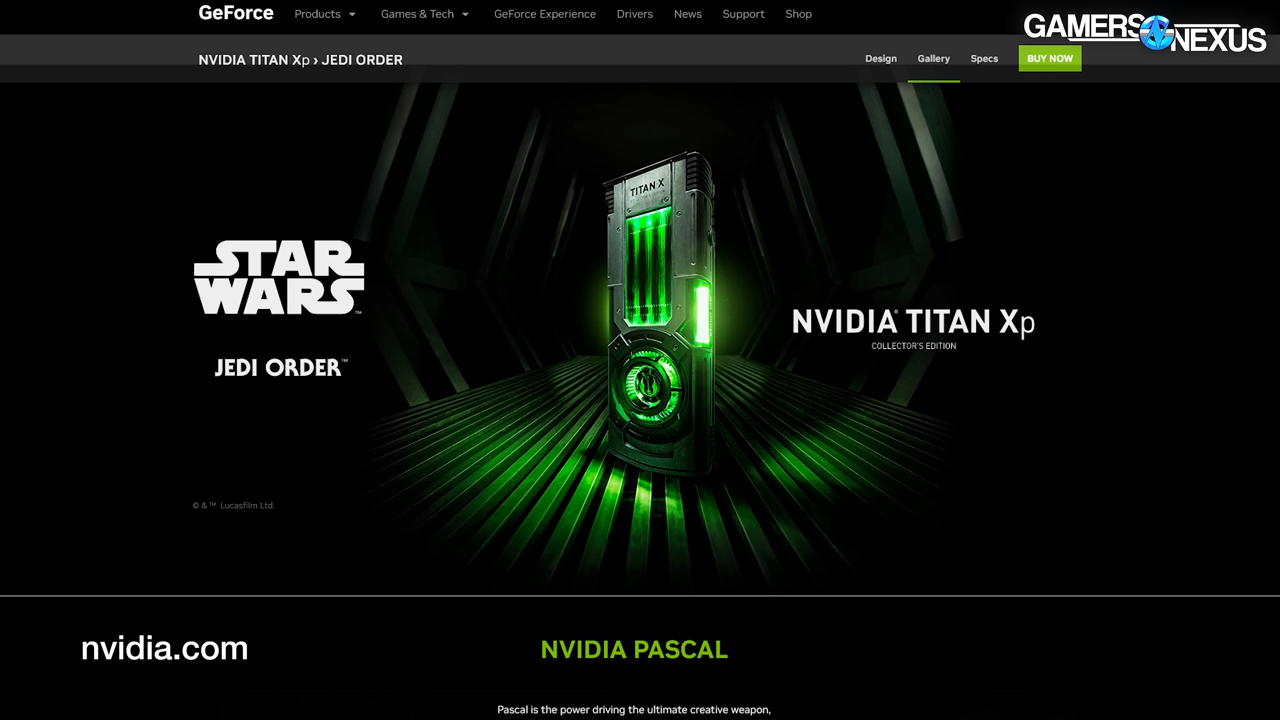 GeForce Products Games & Tech GeForce Experience Drivers News Support Shop
GAMERS NEXUS
NVIDIA TITAN Xp › JEDI ORDER Design Gallery Specs BUY NOW
TITAN X
STAR WARS™
JEDI ORDER™
NVIDIA® TITAN Xp
COLLECTOR'S EDITION
© & ™ Lucasfilm Ltd.
nvidia.com
NVIDIA PASCAL
Pascal is the power driving the ultimate creative weapon,